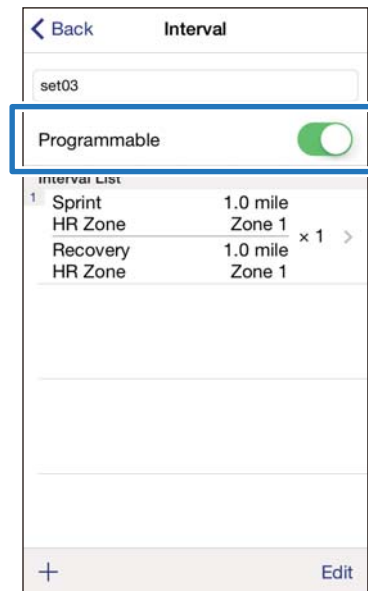 Back Interval
set03
Programmable
Interval List
1 Sprint 1.0 mile
HR Zone Zone 1
× 1
Recovery 1.0 mile
HR Zone Zone 1
+ Edit